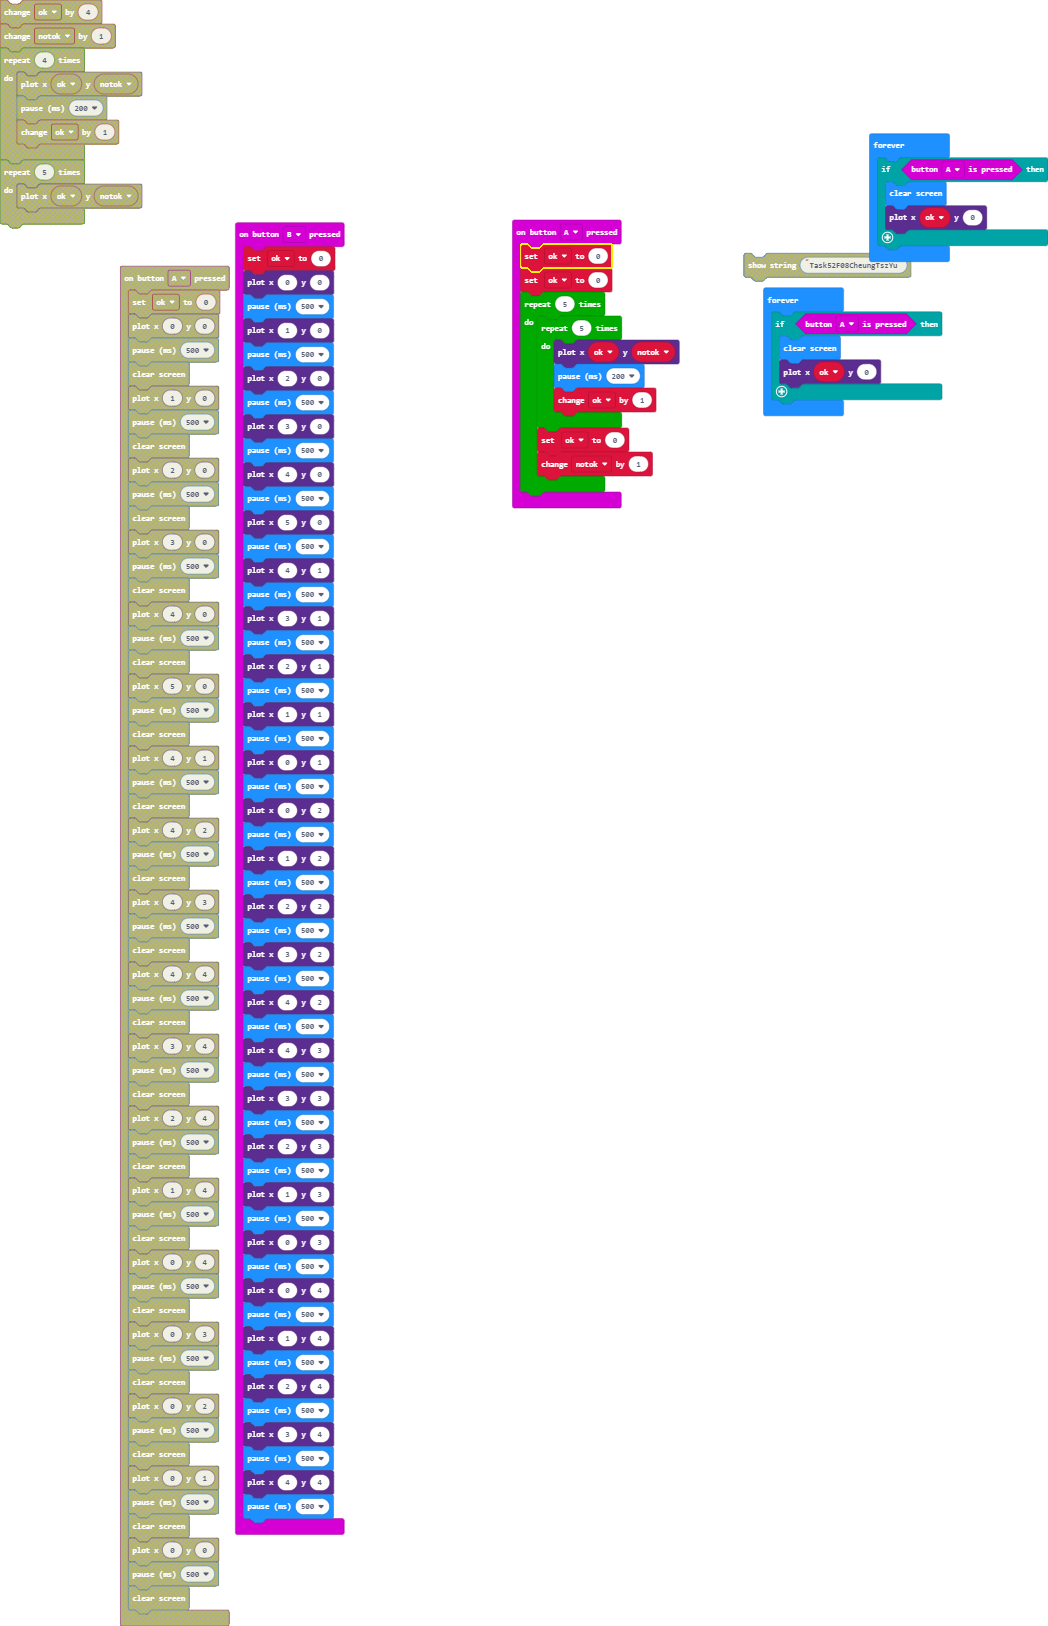 change ok by 4
change notok by 1
repeat 4 times
do
plot x ok y notok
pause (ms) 200
change ok by 1
repeat 5 times
do
plot x ok y notok
on button A pressed
set ok to 0
plot x 0 y 0
pause (ms) 500
clear screen
plot x 1 y 0
pause (ms) 500
clear screen
plot x 2 y 0
pause (ms) 500
clear screen
plot x 3 y 0
pause (ms) 500
clear screen
plot x 4 y 0
pause (ms) 500
clear screen
plot x 5 y 0
pause (ms) 500
clear screen
plot x 4 y 1
pause (ms) 500
clear screen
plot x 4 y 2
pause (ms) 500
clear screen
plot x 4 y 3
pause (ms) 500
clear screen
plot x 4 y 4
pause (ms) 500
clear screen
plot x 3 y 4
pause (ms) 500
clear screen
plot x 2 y 4
pause (ms) 500
clear screen
plot x 1 y 4
pause (ms) 500
clear screen
plot x 0 y 4
pause (ms) 500
clear screen
plot x 0 y 3
pause (ms) 500
clear screen
plot x 0 y 2
pause (ms) 500
clear screen
plot x 0 y 1
pause (ms) 500
clear screen
plot x 0 y 0
pause (ms) 500
clear screen
on button B pressed
set ok to 0
plot x 0 y 0
pause (ms) 500
plot x 1 y 0
pause (ms) 500
plot x 2 y 0
pause (ms) 500
plot x 3 y 0
pause (ms) 500
plot x 4 y 0
pause (ms) 500
plot x 5 y 0
pause (ms) 500
plot x 4 y 1
pause (ms) 500
plot x 3 y 1
pause (ms) 500
plot x 2 y 1
pause (ms) 500
plot x 1 y 1
pause (ms) 500
plot x 0 y 1
pause (ms) 500
plot x 0 y 2
pause (ms) 500
plot x 1 y 2
pause (ms) 500
plot x 2 y 2
pause (ms) 500
plot x 3 y 2
pause (ms) 500
plot x 4 y 2
pause (ms) 500
plot x 4 y 3
pause (ms) 500
plot x 3 y 3
pause (ms) 500
plot x 2 y 3
pause (ms) 500
plot x 1 y 3
pause (ms) 500
plot x 0 y 3
pause (ms) 500
plot x 0 y 4
pause (ms) 500
plot x 1 y 4
pause (ms) 500
plot x 2 y 4
pause (ms) 500
plot x 3 y 4
pause (ms) 500
plot x 4 y 4
pause (ms) 500
on button A pressed
set ok to 0
set ok to 0
repeat 5 times
do
repeat 5 times
do
plot x ok y notok
pause (ms) 200
change ok by 1
set ok to 0
change notok by 1
forever
if button A is pressed then
clear screen
plot x ok y 0
show string "Task52F08CheungTszYu
forever
if button A is pressed then
clear screen
plot x ok y 0